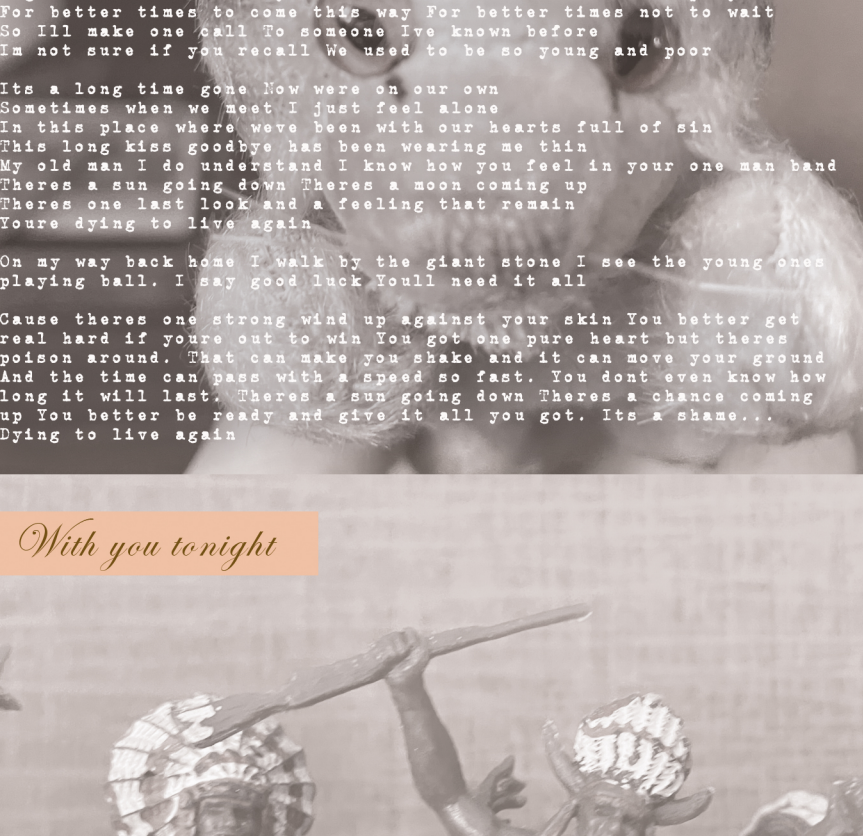 For better times to come this way For better times not to wait
So Ill make one call To someone Ive known before
Im not sure if you recall We used to be so young and poor
Its a long time gone Now were on our own
Sometimes when we meet I just feel alone
In this place where weve been with our hearts full of sin
This long kiss goodbye has been wearing me thin
My old man I do understand I know how you feel in your one man band
Theres a sun going down Theres a moon coming up
Theres one last look and a feeling that remain
Youre dying to live again
On my way back home I walk by the giant stone I see the young ones
playing ball. I say good luck Youll need it all
Cause theres one strong wind up against your skin You better get
real hard if youre out to win You got one pure heart but theres
poison around. That can make you shake and it can move your ground
And the time can pass with a speed so fast. You dont even know how
long it will last. Theres a sun going down Theres a chance coming
up You better be ready and give it all you got. Its a shame...
Dying to live again
With you tonight